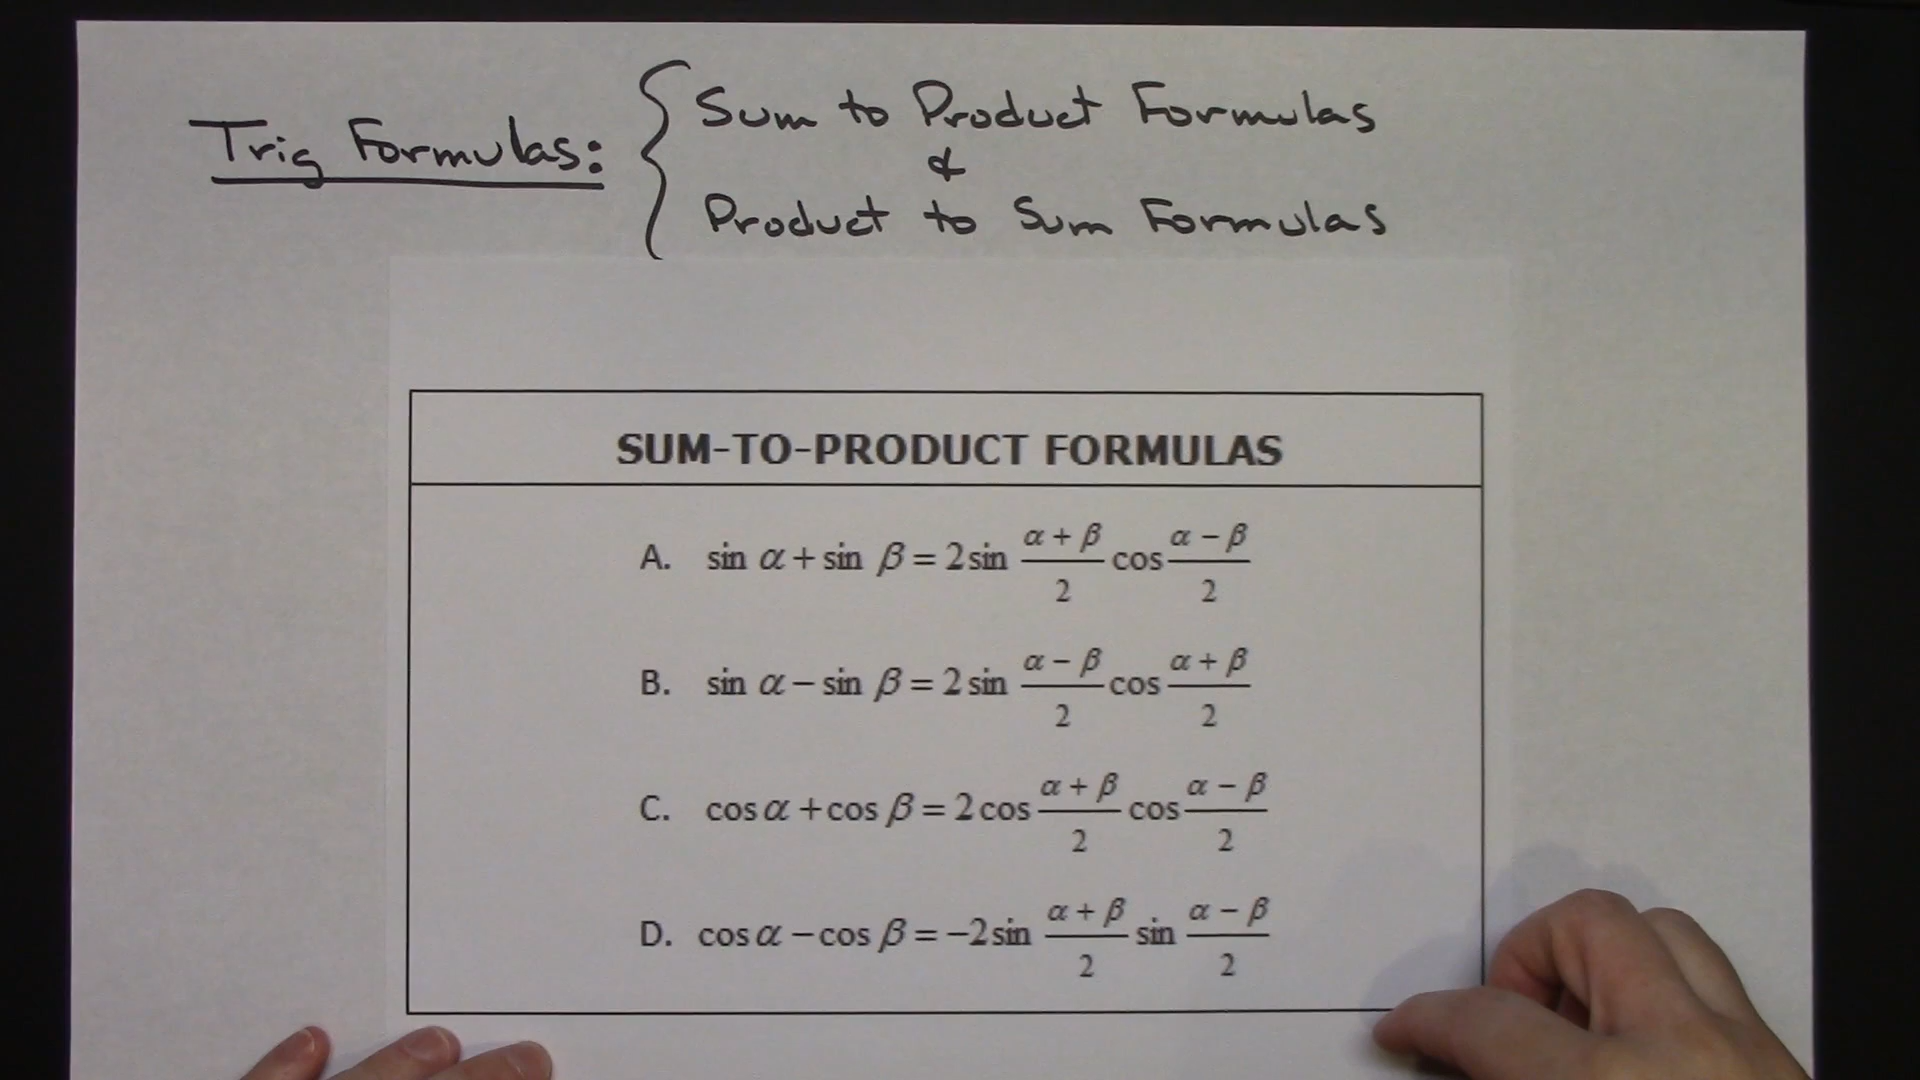 Trig Formulas:
Sum to Product Formulas
&
Product to Sum Formulas
SUM-TO-PRODUCT FORMULAS
A. sin α + sin β = 2 sin (α + β)/2 cos (α − β)/2
B. sin α − sin β = 2 sin (α − β)/2 cos (α + β)/2
C. cos α + cos β = 2 cos (α + β)/2 cos (α − β)/2
D. cos α − cos β = −2 sin (α + β)/2 sin (α − β)/2